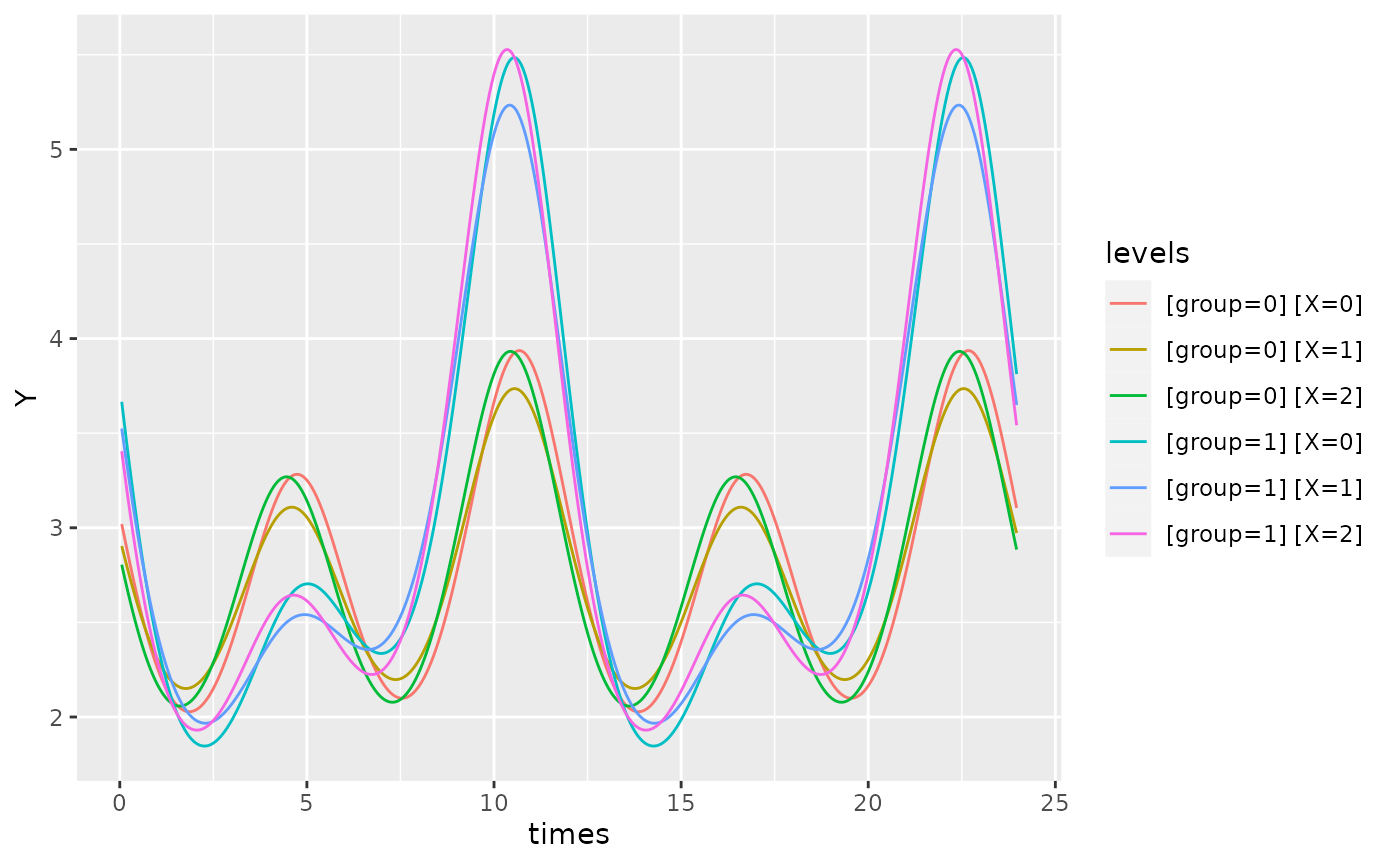 5
4
3
2
Y
0 5 10 15 20 25
times
levels
[group=0] [X=0]
[group=0] [X=1]
[group=0] [X=2]
[group=1] [X=0]
[group=1] [X=1]
[group=1] [X=2]